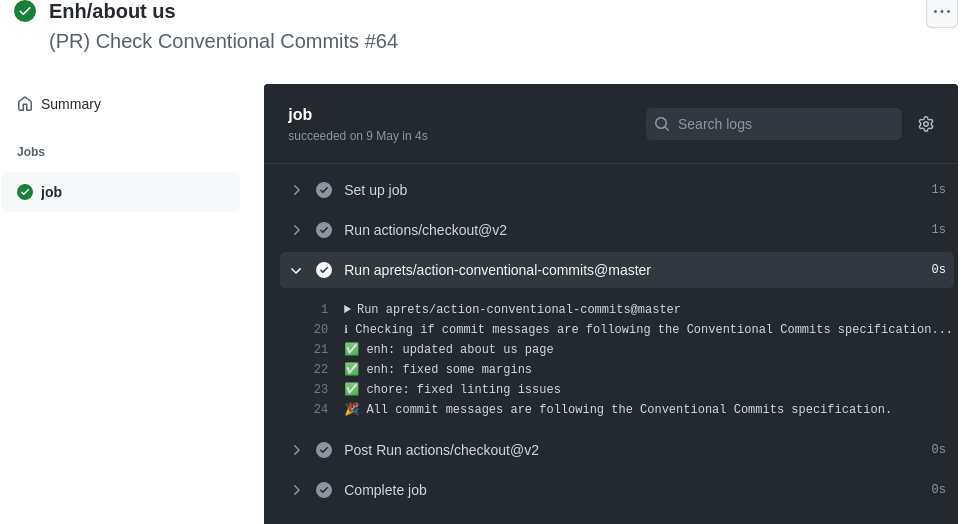 Enh/about us
(PR) Check Conventional Commits #64
Summary
Jobs
job
job
succeeded on 9 May in 4s
Search logs
Set up job 1s
Run actions/checkout@v2 1s
Run aprets/action-conventional-commits@master 0s
1 ▶ Run aprets/action-conventional-commits@master
20 ℹ Checking if commit messages are following the Conventional Commits specification...
21 ✅ enh: updated about us page
22 ✅ enh: fixed some margins
23 ✅ chore: fixed linting issues
24 🎉 All commit messages are following the Conventional Commits specification.
Post Run actions/checkout@v2 0s
Complete job 0s